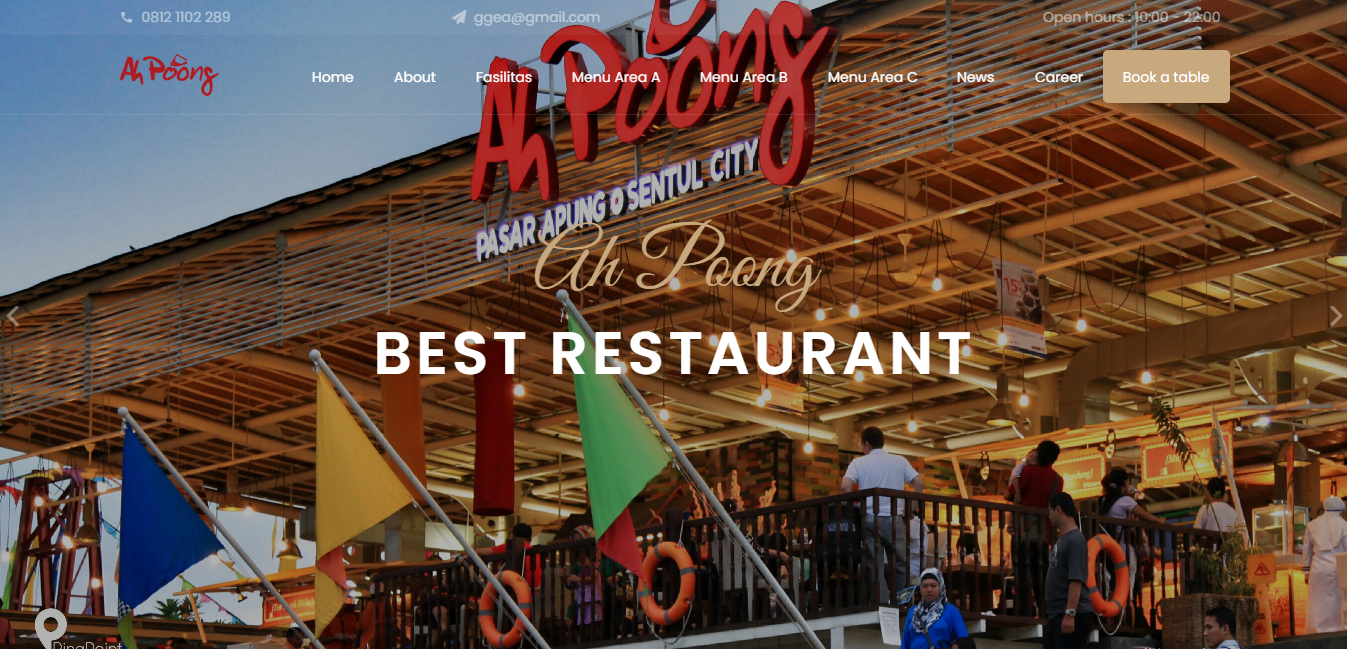 0812 1102 289
ggea@gmail.com
Open hours : 10:00 - 22:00
Ah Poong
Home
About
Fasilitas
Menu Area A
Menu Area B
Menu Area C
News
Career
Book a table
Ah Poong
PASAR APUNG SENTUL CITY
Ah Poong
BEST RESTAURANT
15